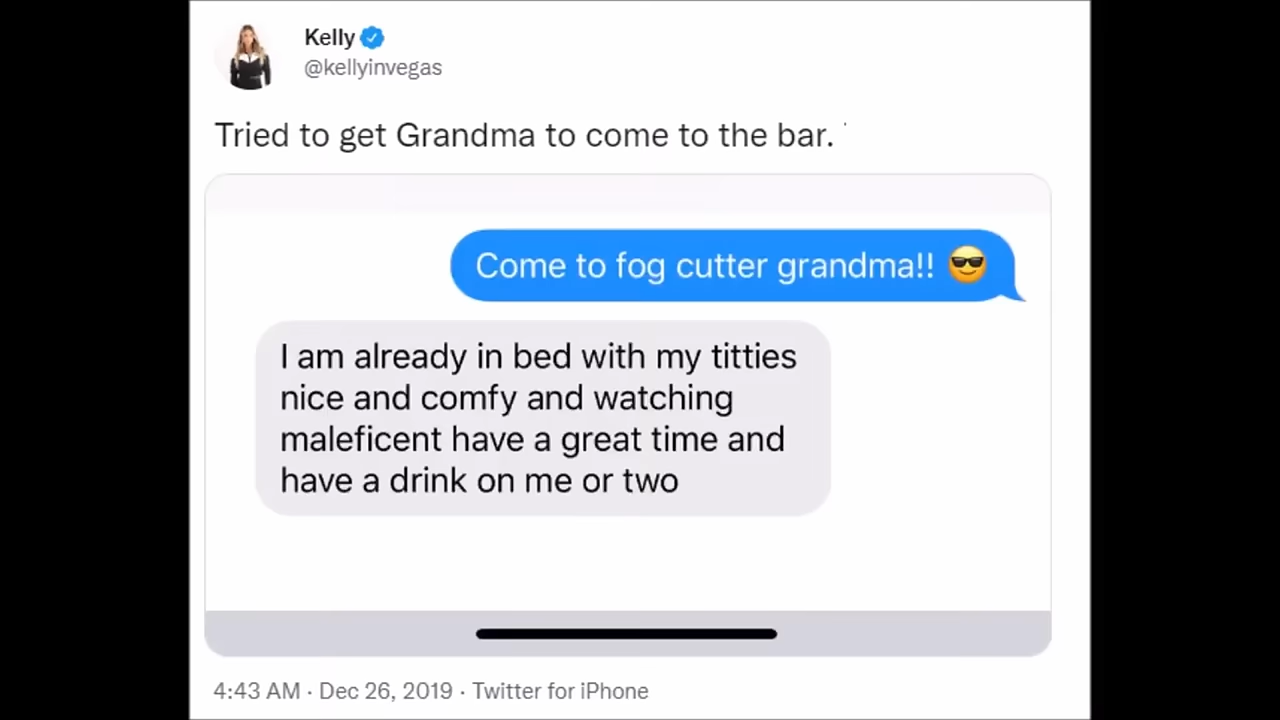 Kelly
@kellyinvegas
Tried to get Grandma to come to the bar.
Come to fog cutter grandma!! 😎
I am already in bed with my titties
nice and comfy and watching
maleficent have a great time and
have a drink on me or two
4:43 AM · Dec 26, 2019 · Twitter for iPhone